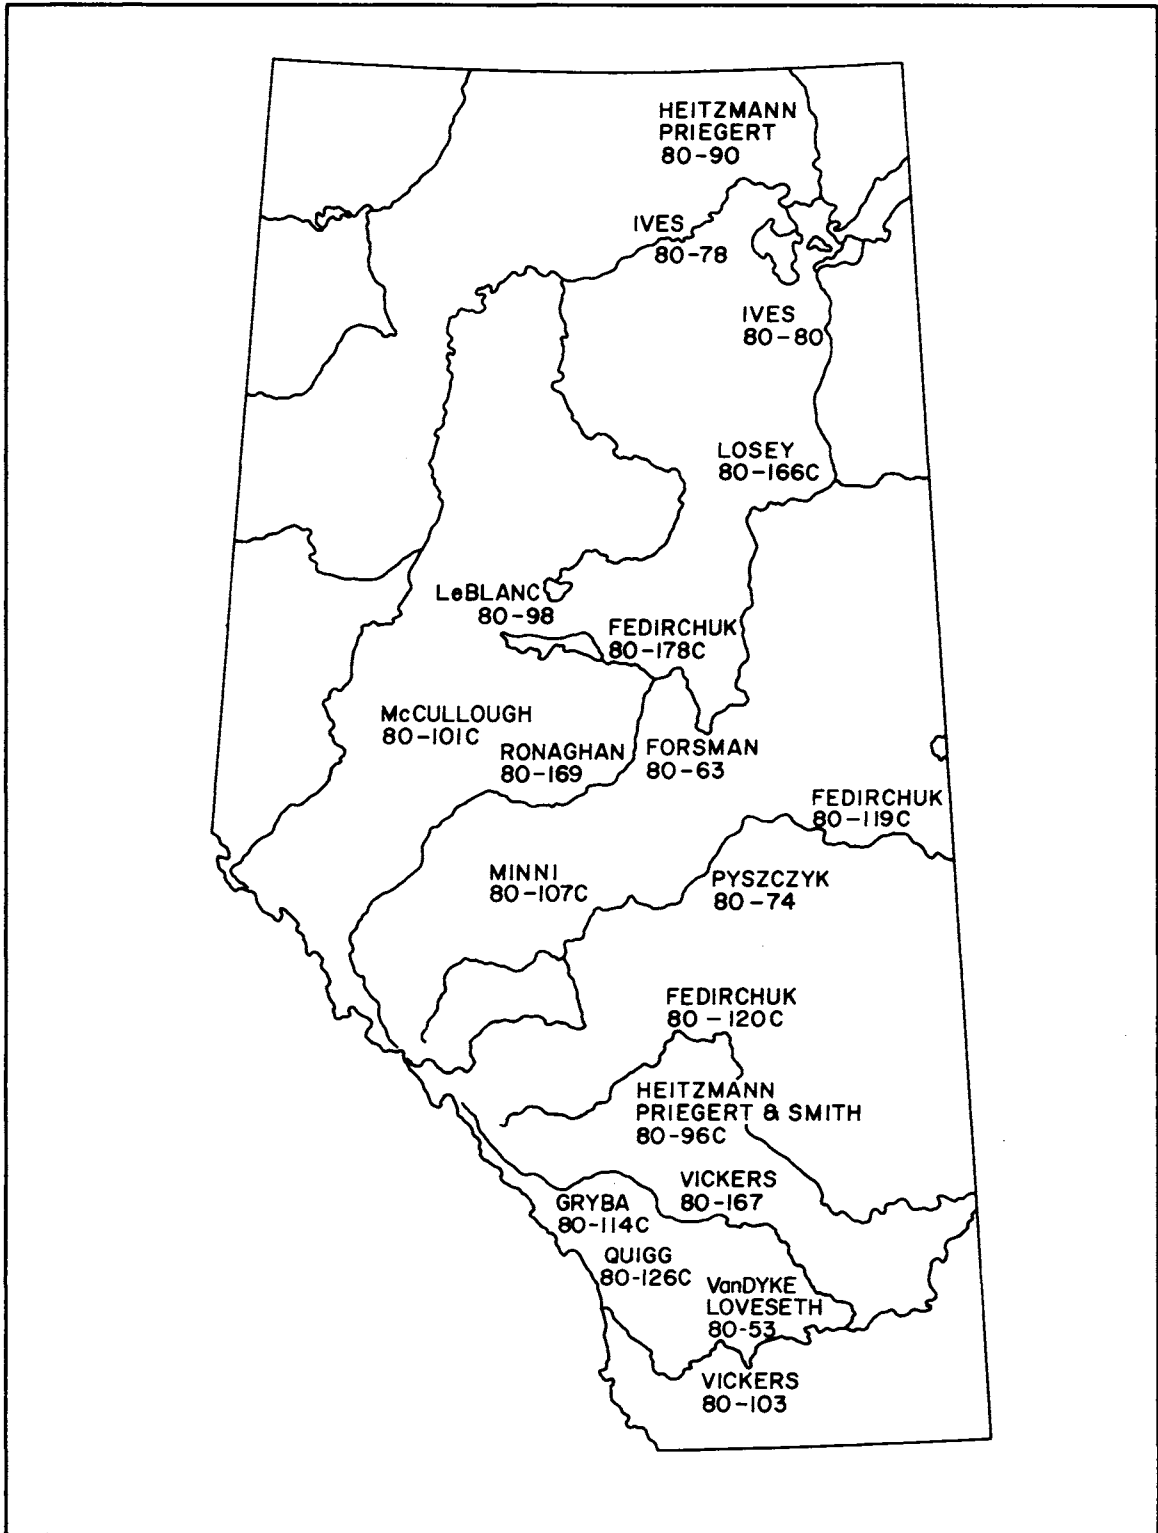 HEITZMANN
PRIEGERT
80-90
IVES
80-78
IVES
80-80
LOSEY
80-166C
LeBLANC
80-98
FEDIRCHUK
80-178C
McCULLOUGH
80-101C
RONAGHAN
80-169
FORSMAN
80-63
FEDIRCHUK
80-119C
MINNI
80-107C
PYSZCZYK
80-74
FEDIRCHUK
80-120C
HEITZMANN
PRIEGERT & SMITH
80-96C
VICKERS
80-167
GRYBA
80-114C
QUIGG
80-126C
VanDYKE
LOVESETH
80-53
VICKERS
80-103